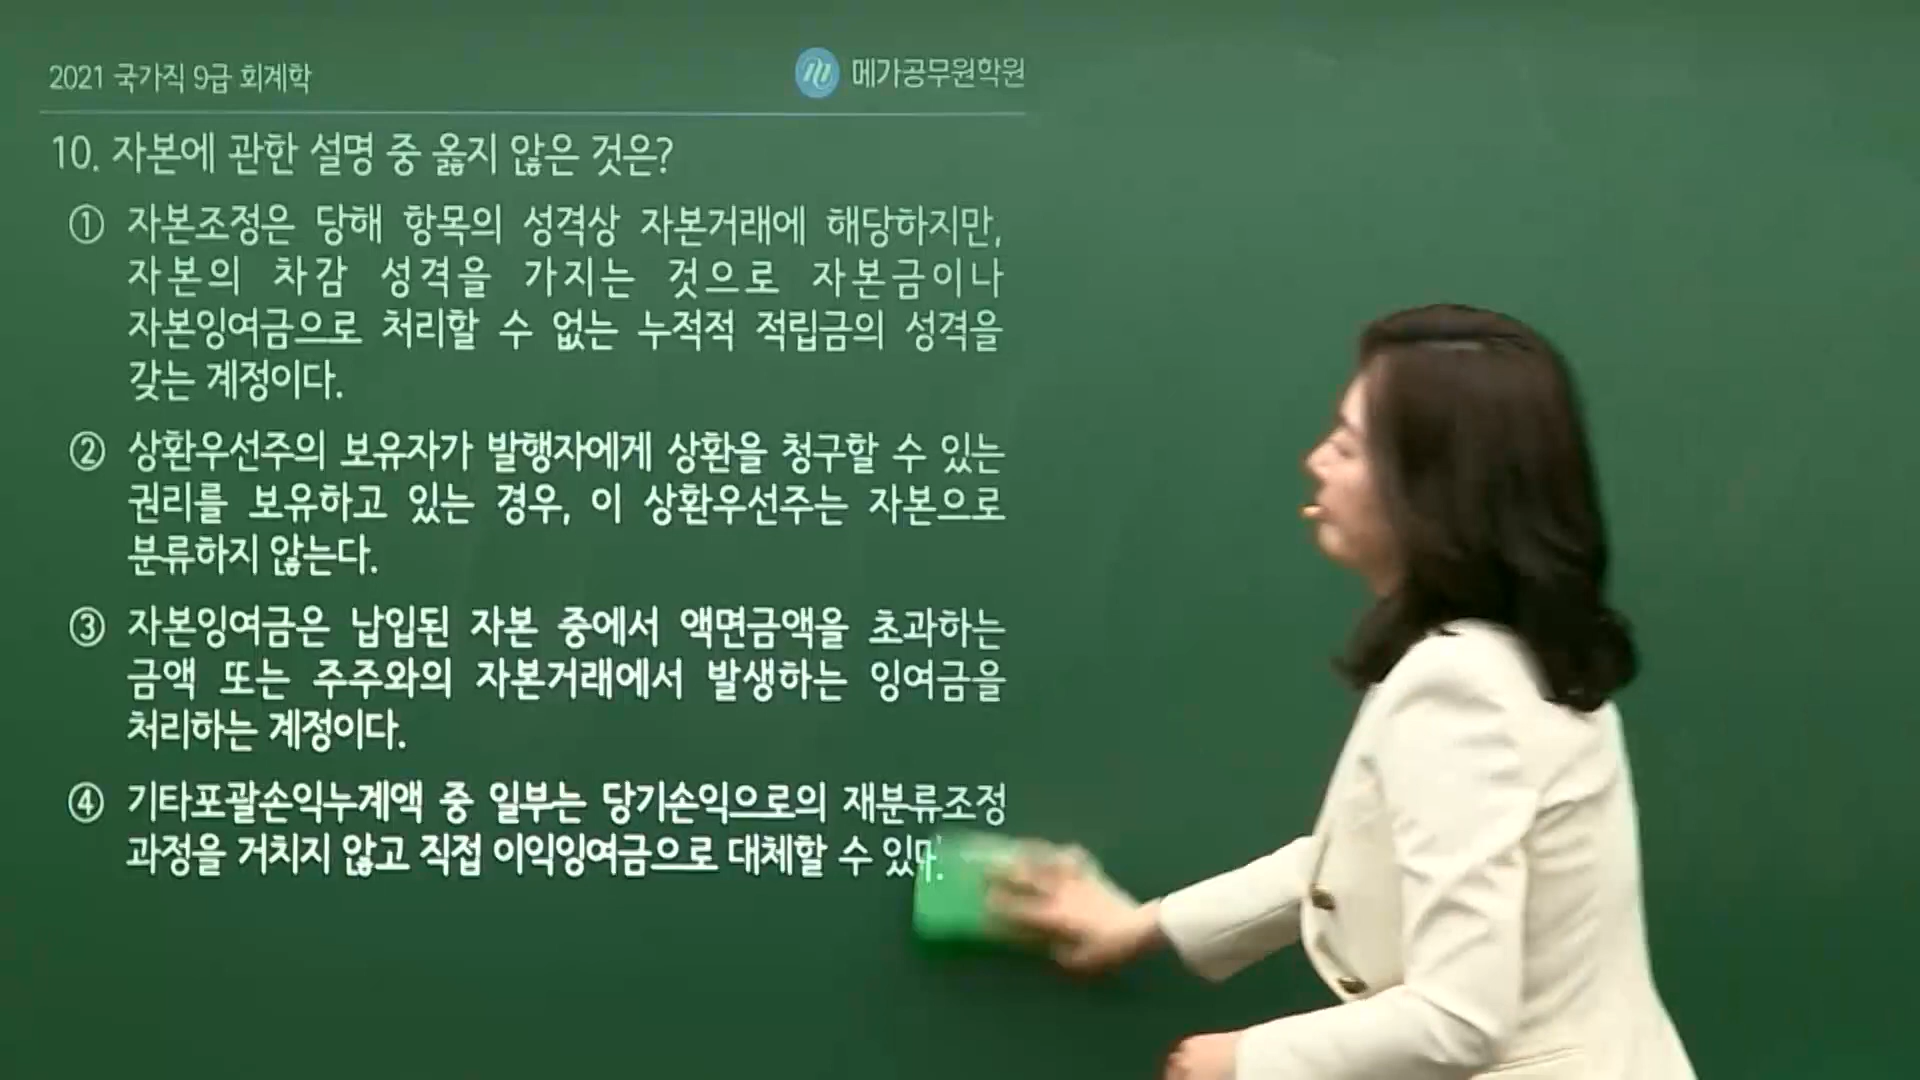 2021 국가직 9급 회계학
메가공무원학원
10. 자본에 관한 설명 중 옳지 않은 것은?
① 자본조정은 당해 항목의 성격상 자본거래에 해당하지만,
자본의 차감 성격을 가지는 것으로 자본금이나
자본잉여금으로 처리할 수 없는 누적적 적립금의 성격을
갖는 계정이다.
② 상환우선주의 보유자가 발행자에게 상환을 청구할 수 있는
권리를 보유하고 있는 경우, 이 상환우선주는 자본으로
분류하지 않는다.
③ 자본잉여금은 납입된 자본 중에서 액면금액을 초과하는
금액 또는 주주와의 자본거래에서 발생하는 잉여금을
처리하는 계정이다.
④ 기타포괄손익누계액 중 일부는 당기손익으로의 재분류조정
과정을 거치지 않고 직접 이익잉여금으로 대체할 수 있다.